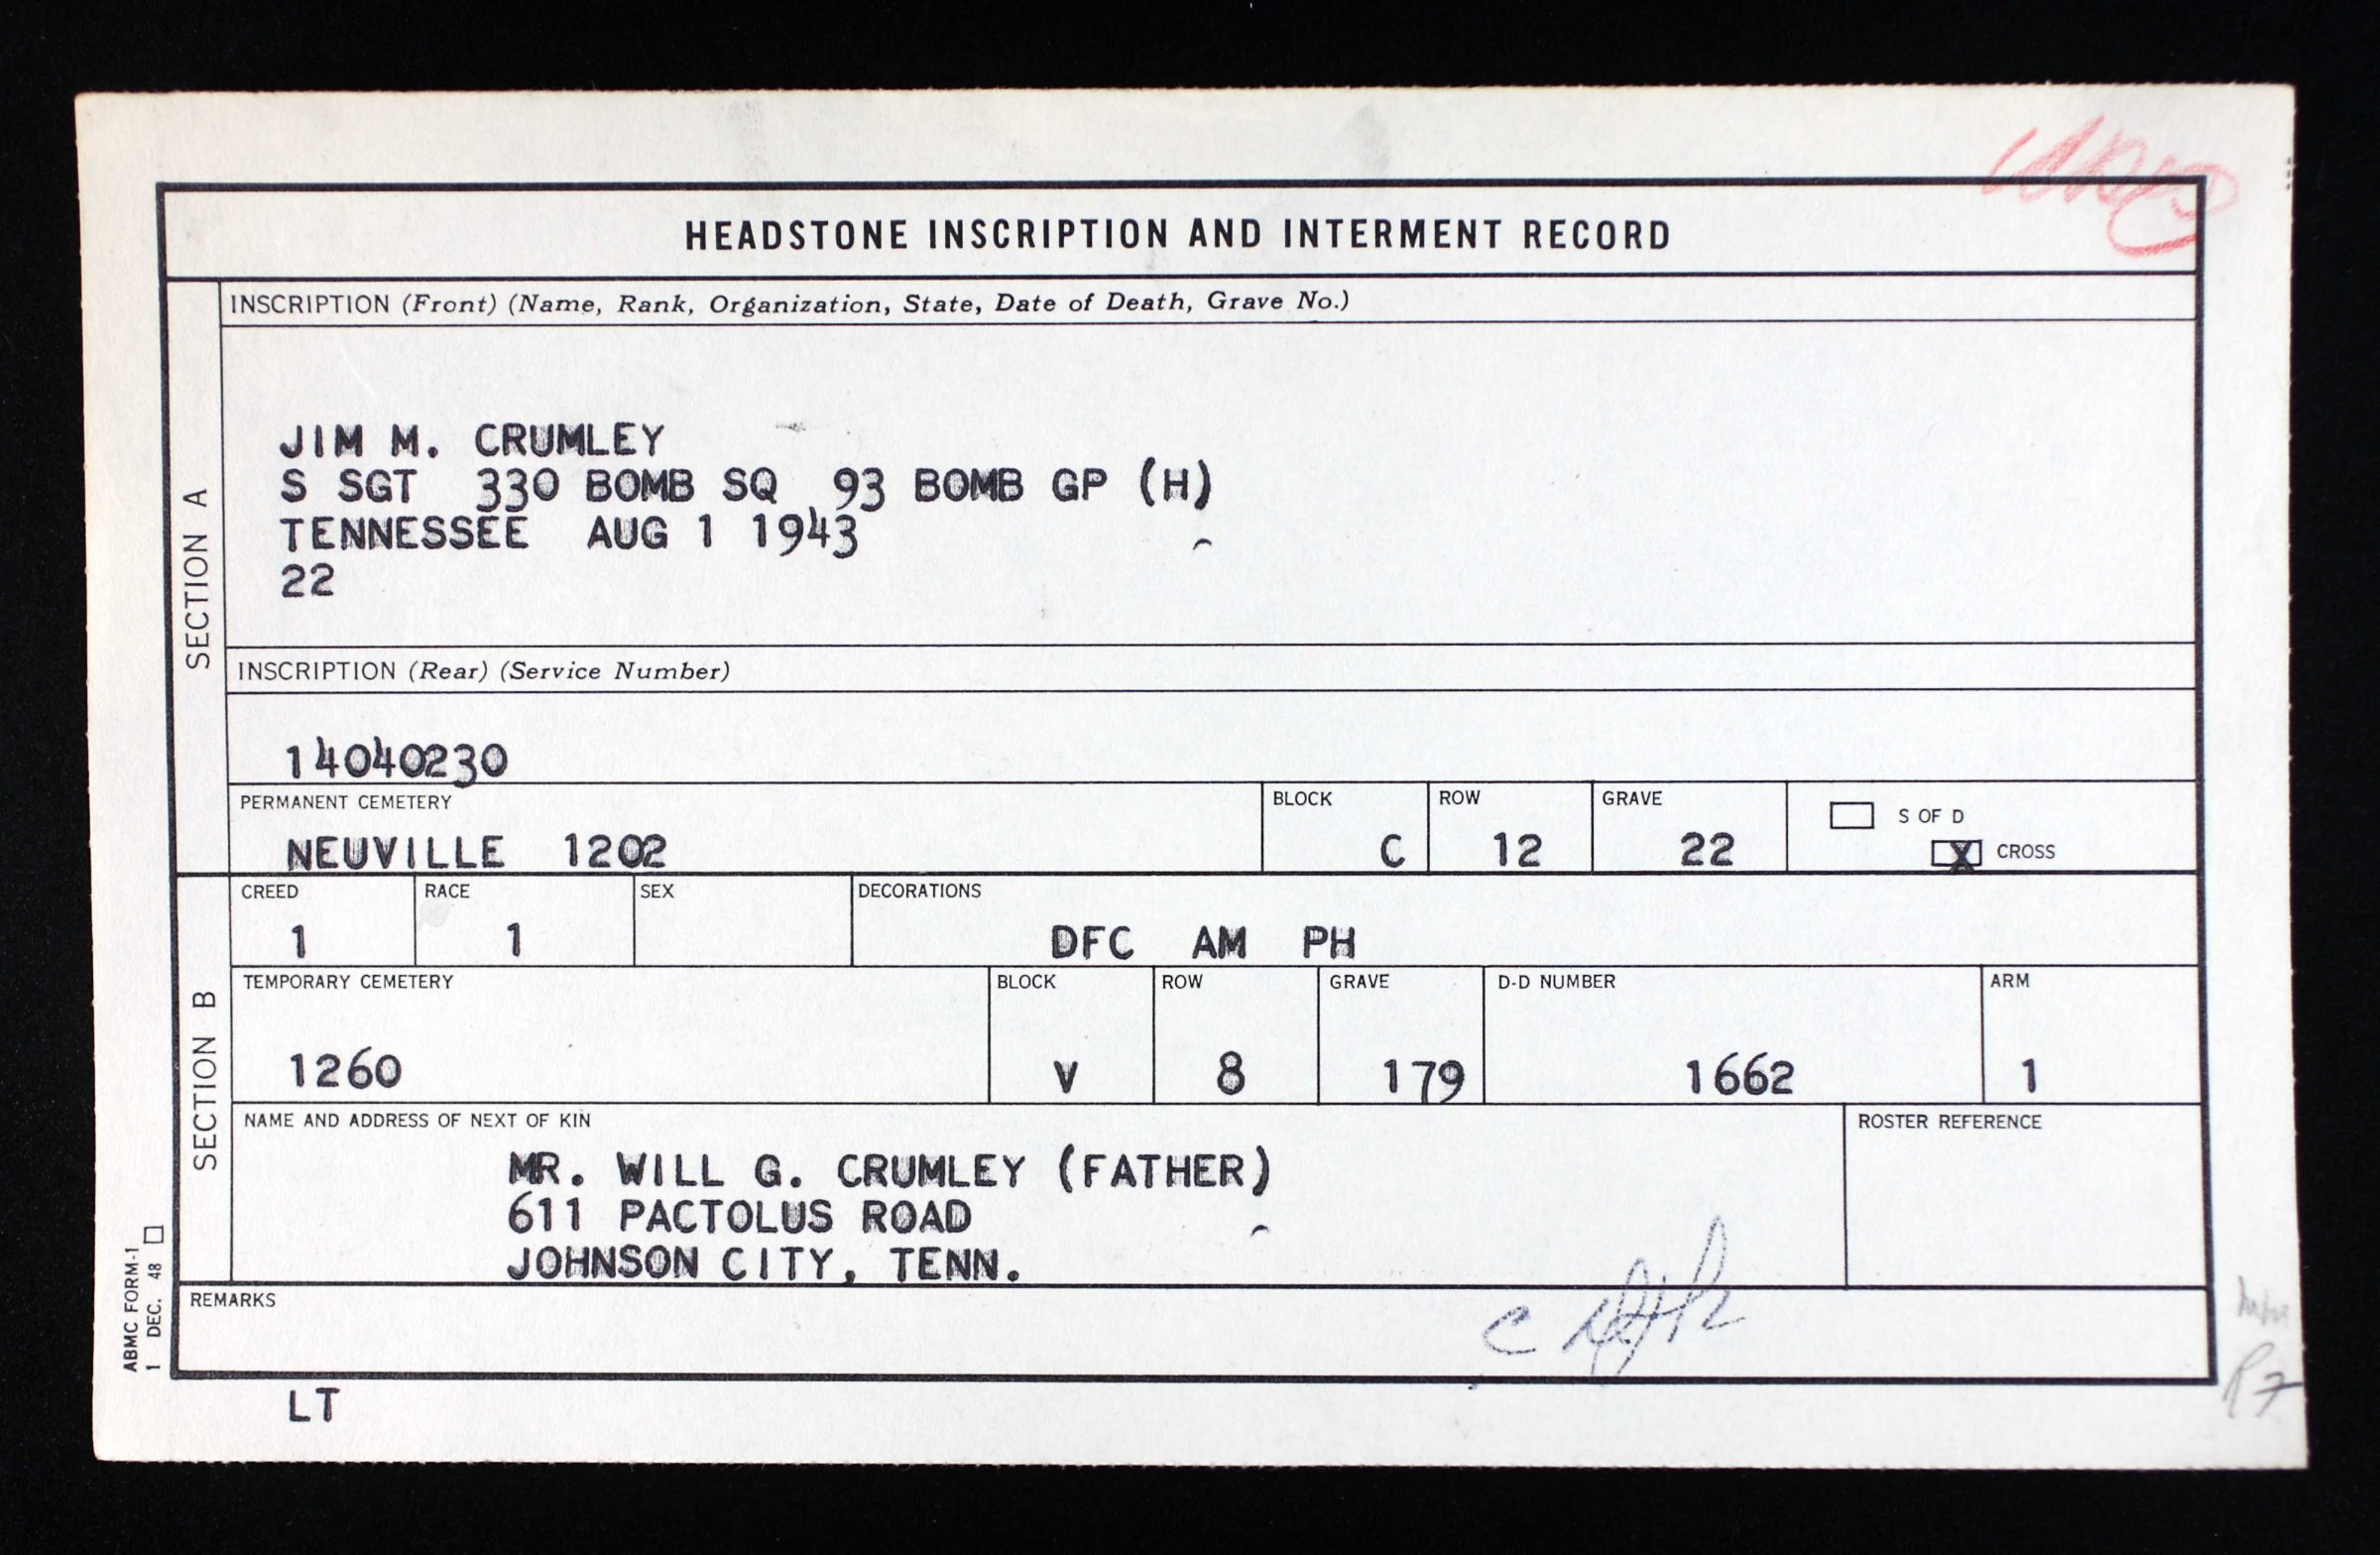 HEADSTONE INSCRIPTION AND INTERMENT RECORD
SECTION A
INSCRIPTION (Front) (Name, Rank, Organization, State, Date of Death, Grave No.)
JIM M. CRUMLEY
S SGT 330 BOMB SQ 93 BOMB GP (H)
TENNESSEE AUG 1 1943
22
INSCRIPTION (Rear) (Service Number)
14040230
PERMANENT CEMETERY BLOCK ROW GRAVE S OF D
NEUVILLE 1202 C 12 22 X CROSS
SECTION B
CREED RACE SEX DECORATIONS
1 1 DFC AM PH
TEMPORARY CEMETERY BLOCK ROW GRAVE D-D NUMBER ARM
1260 V 8 179 1662 1
NAME AND ADDRESS OF NEXT OF KIN ROSTER REFERENCE
MR. WILL G. CRUMLEY (FATHER)
611 PACTOLUS ROAD
JOHNSON CITY, TENN.
REMARKS
ABMC FORM-1
1 DEC. 48
LT